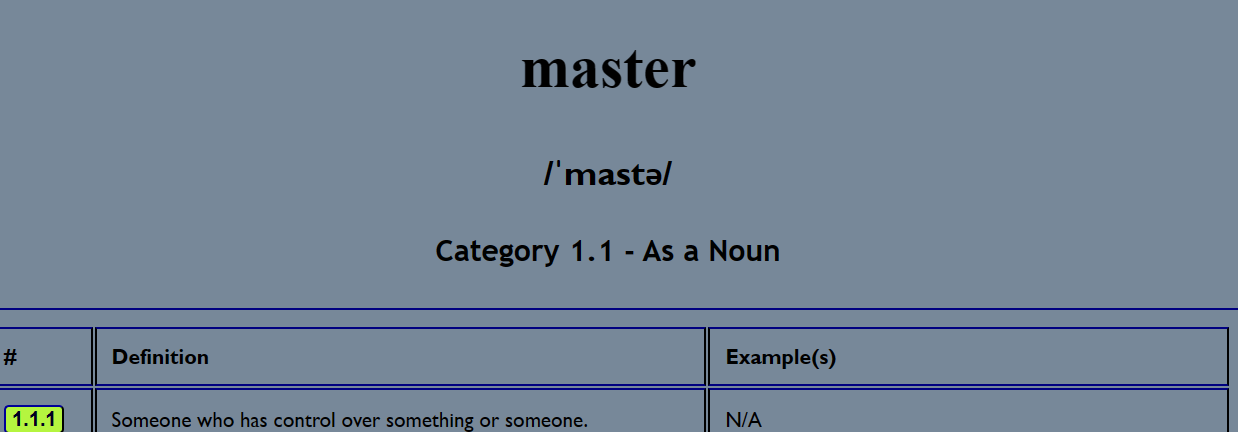 master
/ˈmastə/
Category 1.1 - As a Noun
# Definition Example(s)
1.1.1 Someone who has control over something or someone. N/A